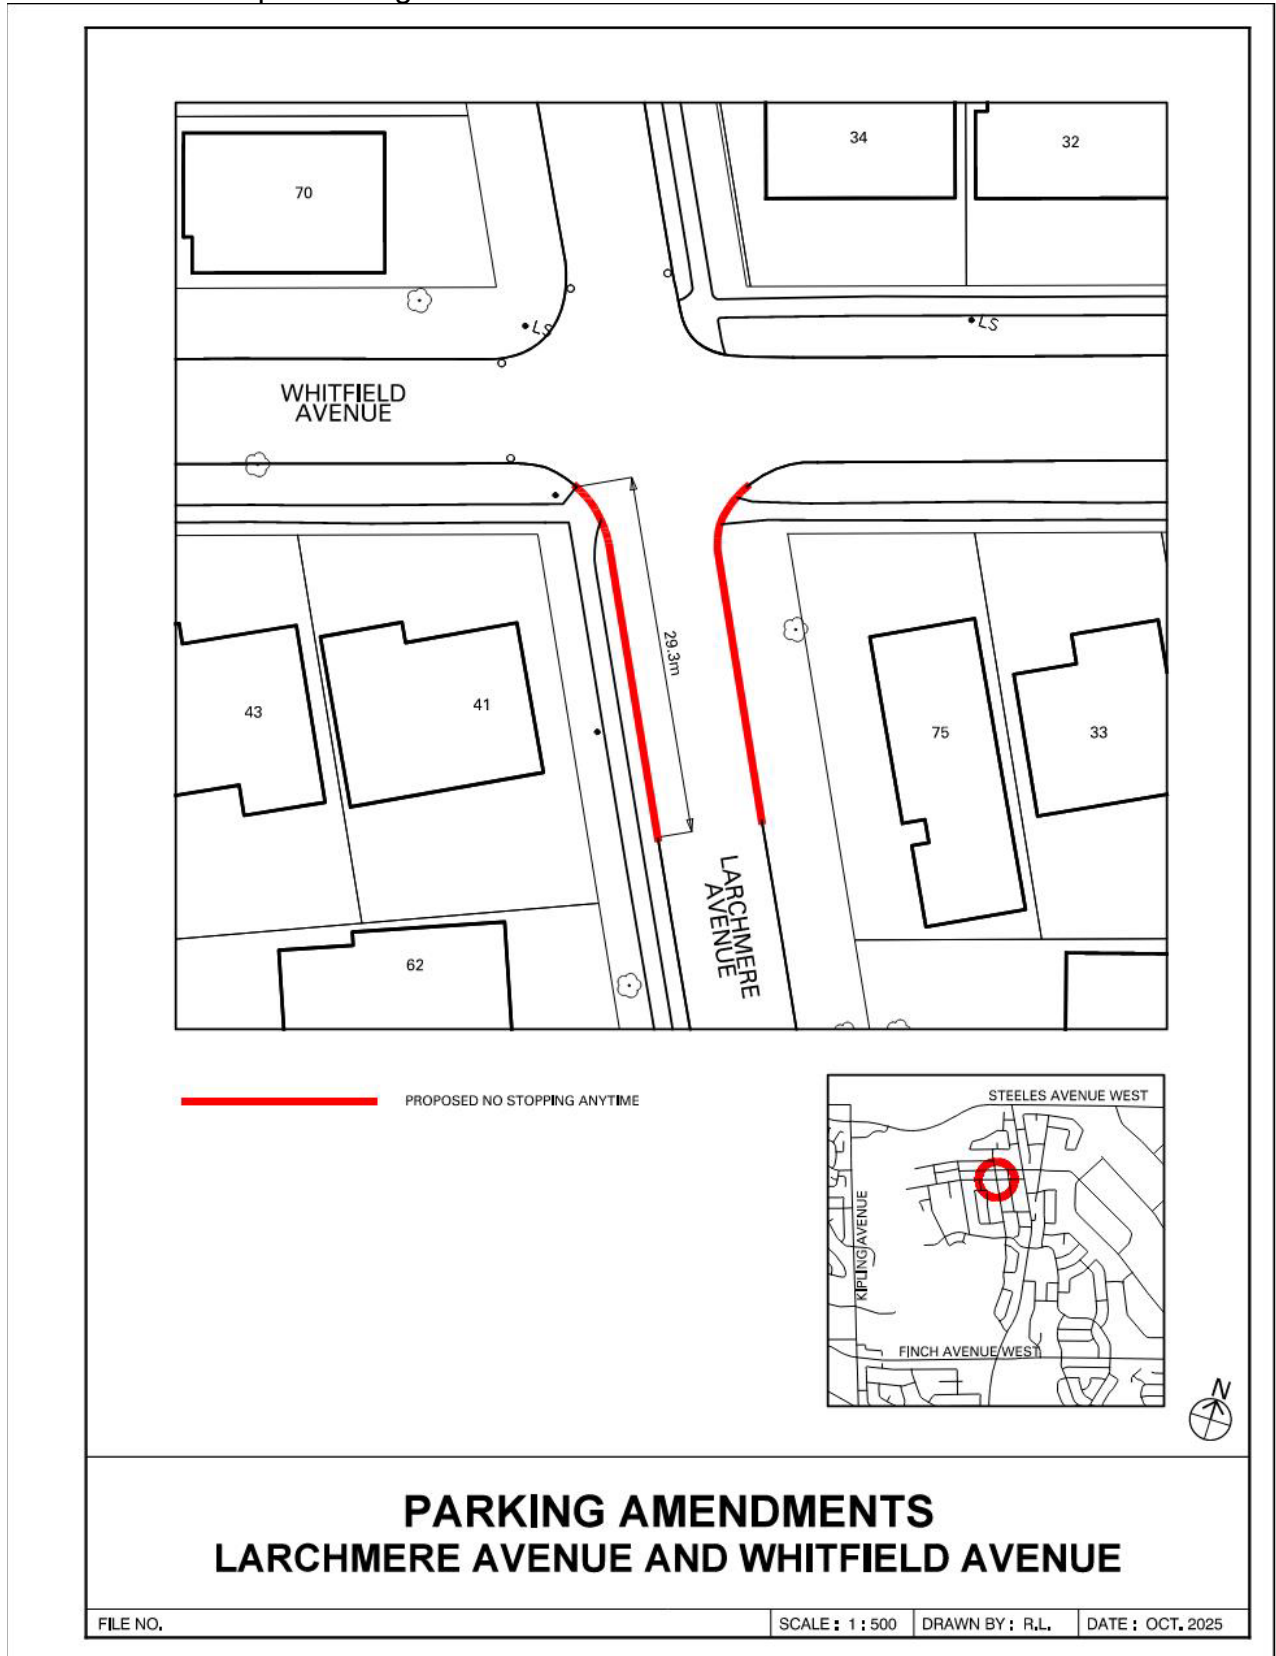 70
34
32
LS
LS
WHITFIELD
AVENUE
29.3m
43
41
75
33
LARCHMERE
AVENUE
62
PROPOSED NO STOPPING ANYTIME
STEELES AVENUE WEST
KIPLING AVENUE
FINCH AVENUE WEST
N
PARKING AMENDMENTS
LARCHMERE AVENUE AND WHITFIELD AVENUE
FILE NO.
SCALE : 1 : 500
DRAWN BY : R.L.
DATE : OCT. 2025